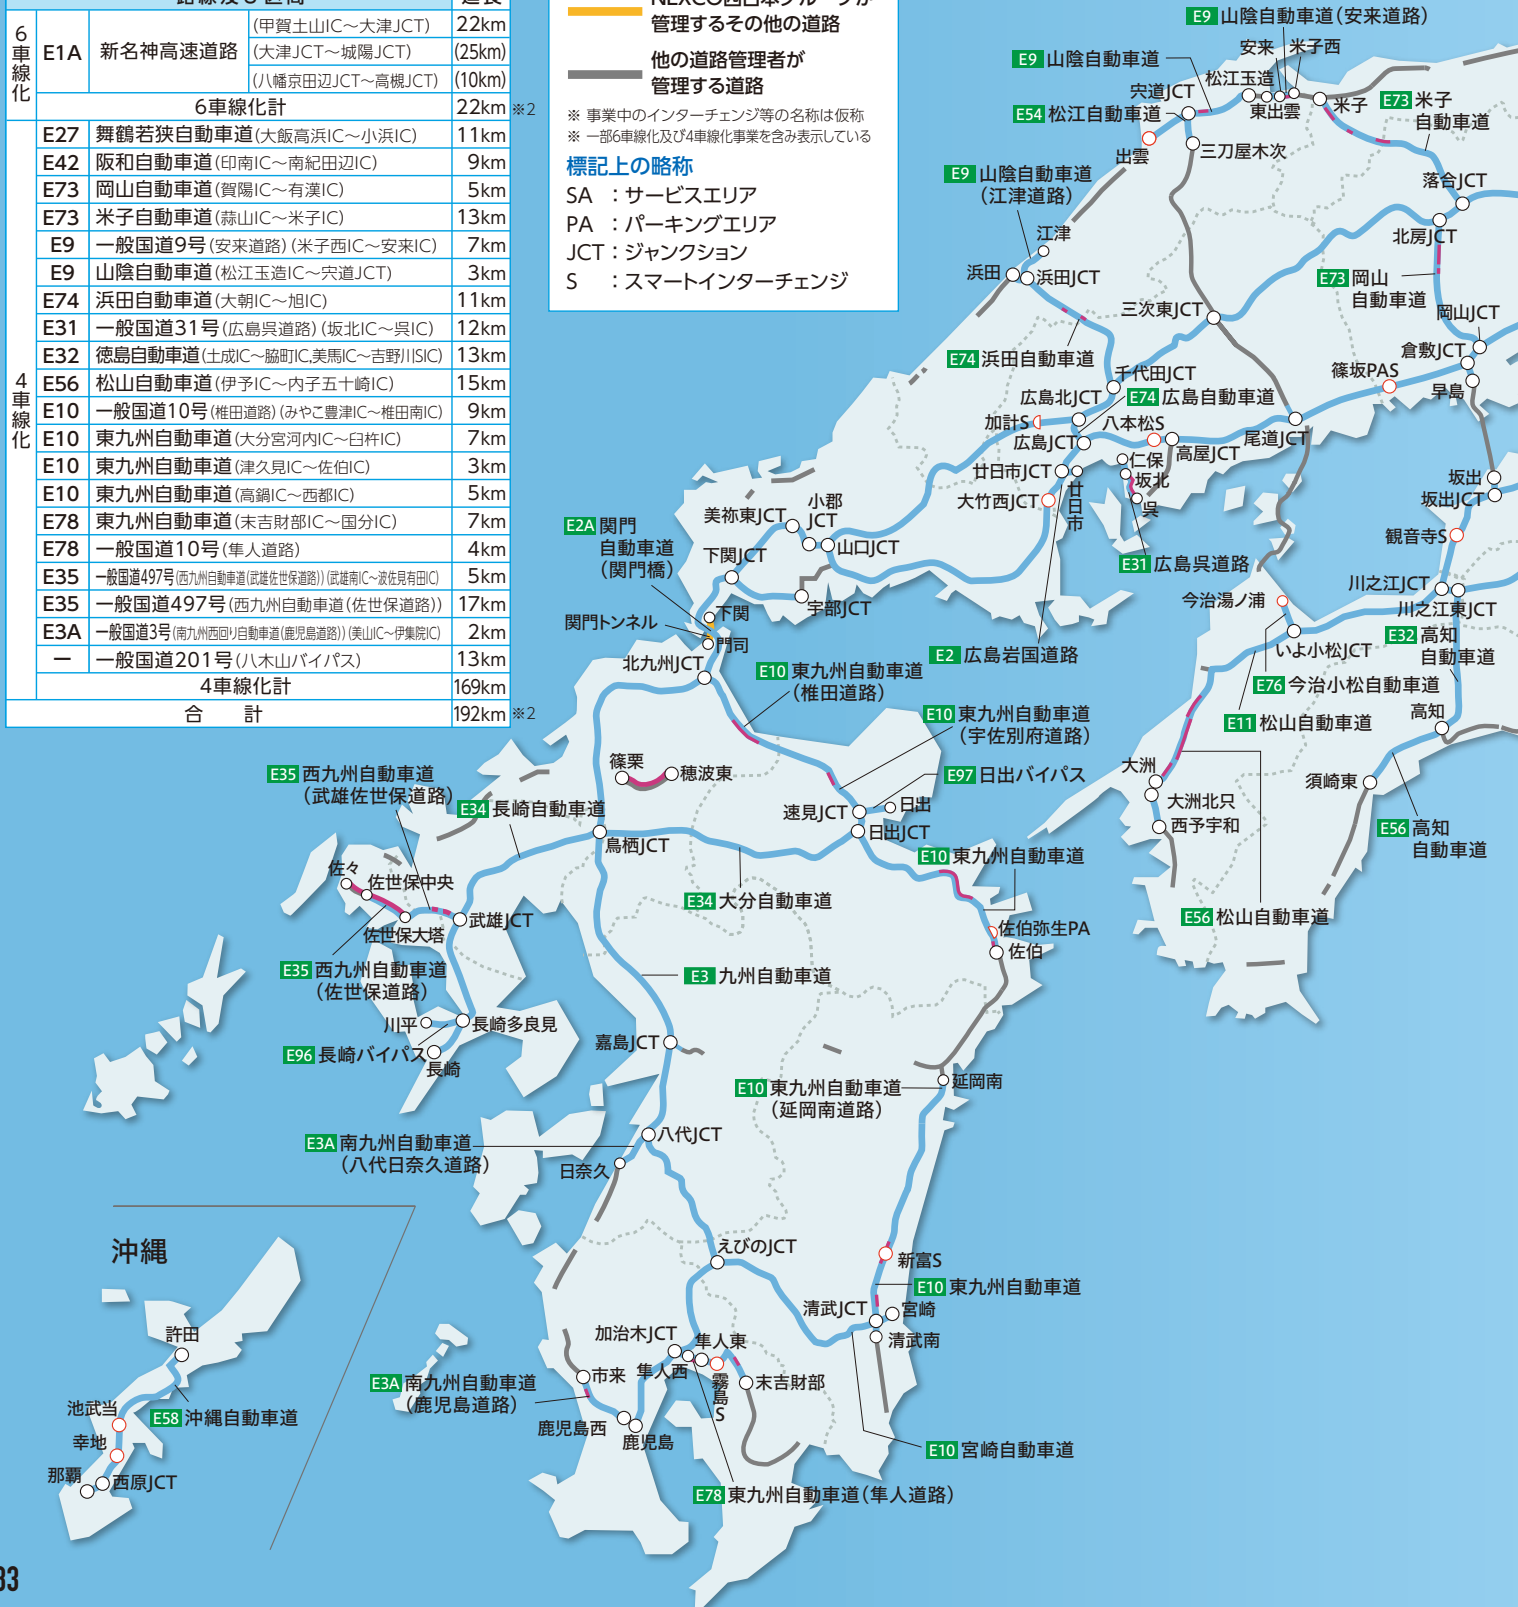 路線及び区間 延長
6車線化
E1A 新名神高速道路 (甲賀土山IC～大津JCT) 22km
(大津JCT～城陽JCT) (25km)
(八幡京田辺JCT～高槻JCT) (10km)
6車線化計 22km ※2
4車線化
E27 舞鶴若狭自動車道(大飯高浜IC～小浜IC) 11km
E42 阪和自動車道(印南IC～南紀田辺IC) 9km
E73 岡山自動車道(賀陽IC～有漢IC) 5km
E73 米子自動車道(蒜山IC～米子IC) 13km
E9 一般国道9号(安来道路)(米子西IC～安来IC) 7km
E9 山陰自動車道(松江玉造IC～宍道JCT) 3km
E74 浜田自動車道(大朝IC～旭IC) 11km
E31 一般国道31号(広島呉道路)(坂北IC～呉IC) 12km
E32 徳島自動車道(土成IC～脇町IC,美馬IC～吉野川SIC) 13km
E56 松山自動車道(伊予IC～内子五十崎IC) 15km
E10 一般国道10号(椎田道路)(みやこ豊津IC～椎田南IC) 9km
E10 東九州自動車道(大分宮河内IC～臼杵IC) 7km
E10 東九州自動車道(津久見IC～佐伯IC) 3km
E10 東九州自動車道(高鍋IC～西都IC) 5km
E78 東九州自動車道(末吉財部IC～国分IC) 7km
E78 一般国道10号(隼人道路) 4km
E35 一般国道497号(西九州自動車道(武雄佐世保道路))(武雄南IC～波佐見有田IC) 5km
E35 一般国道497号(西九州自動車道(佐世保道路)) 17km
E3A 一般国道3号(南九州西回り自動車道(鹿児島道路))(美山IC～伊集院IC) 2km
ー 一般国道201号(八木山バイパス) 13km
4車線化計 169km
合 計 192km ※2
NEXCO西日本グループが
管理するその他の道路
他の道路管理者が
管理する道路
※ 事業中のインターチェンジ等の名称は仮称
※ 一部6車線化及び4車線化事業を含み表示している
標記上の略称
SA ：サービスエリア
PA ：パーキングエリア
JCT：ジャンクション
S ：スマートインターチェンジ
E9 山陰自動車道(安来道路)
安来
米子西
E9 山陰自動車道
松江玉造
宍道JCT
東出雲
米子
E73 米子
自動車道
E54 松江自動車道
出雲
三刀屋木次
E9 山陰自動車道
(江津道路)
落合JCT
江津
北房JCT
浜田
浜田JCT
E73 岡山
自動車道
三次東JCT
岡山JCT
倉敷JCT
E74 浜田自動車道
篠坂PAS
千代田JCT
早島
広島北JCT
E74 広島自動車道
加計S
八本松S
広島JCT
高屋JCT
尾道JCT
廿日市JCT
仁保
坂北
坂出
大竹西JCT
廿日市
呉
坂出JCT
小郡
JCT
美祢東JCT
観音寺S
E2A 関門
自動車道
(関門橋)
下関JCT
山口JCT
E31 広島呉道路
川之江JCT
今治湯ノ浦
川之江東JCT
宇部JCT
下関
関門トンネル
門司
E32 高知
自動車道
いよ小松JCT
北九州JCT
E2 広島岩国道路
E10 東九州自動車道
(椎田道路)
E76 今治小松自動車道
E10 東九州自動車道
(宇佐別府道路)
E11 松山自動車道
高知
篠栗
穂波東
E35 西九州自動車道
(武雄佐世保道路)
E97 日出バイパス
大洲
須崎東
E34 長崎自動車道
速見JCT
日出
大洲北只
日出JCT
西予宇和
E56 高知
自動車道
鳥栖JCT
E10 東九州自動車道
佐々
佐世保中央
E34 大分自動車道
E56 松山自動車道
武雄JCT
佐伯弥生PA
佐世保大塔
佐伯
E35 西九州自動車道
(佐世保道路)
E3 九州自動車道
川平
長崎多良見
嘉島JCT
E96 長崎バイパス
長崎
E10 東九州自動車道
(延岡南道路)
延岡南
八代JCT
E3A 南九州自動車道
(八代日奈久道路)
日奈久
沖縄
えびのJCT
新富S
E10 東九州自動車道
清武JCT
宮崎
許田
加治木JCT
隼人東
清武南
市来
隼人西
霧島S
末吉財部
E3A 南九州自動車道
(鹿児島道路)
池武当
E58 沖縄自動車道
鹿児島西
鹿児島
幸地
E10 宮崎自動車道
那覇
西原JCT
E78 東九州自動車道(隼人道路)